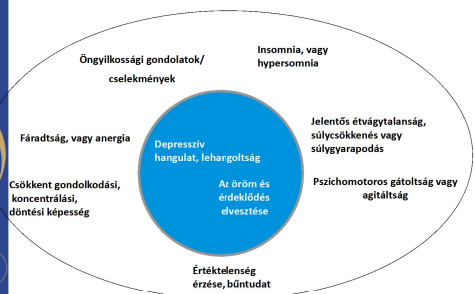 Öngyilkossági gondolatok/
cselekmények
Insomnia, vagy
hypersomnia
Fáradtság, vagy anergia
Depresszív
hangulat, lehangoltság
Jelentős étvágytalanság,
súlycsökkenés vagy
súlygyarapodás
Csökkent gondolkodási,
koncentrálási,
döntési képesség
Az öröm és
érdeklődés
elvesztése
Pszichomotoros gátoltság vagy
agitáltság
Értéktelenség
érzése, bűntudat